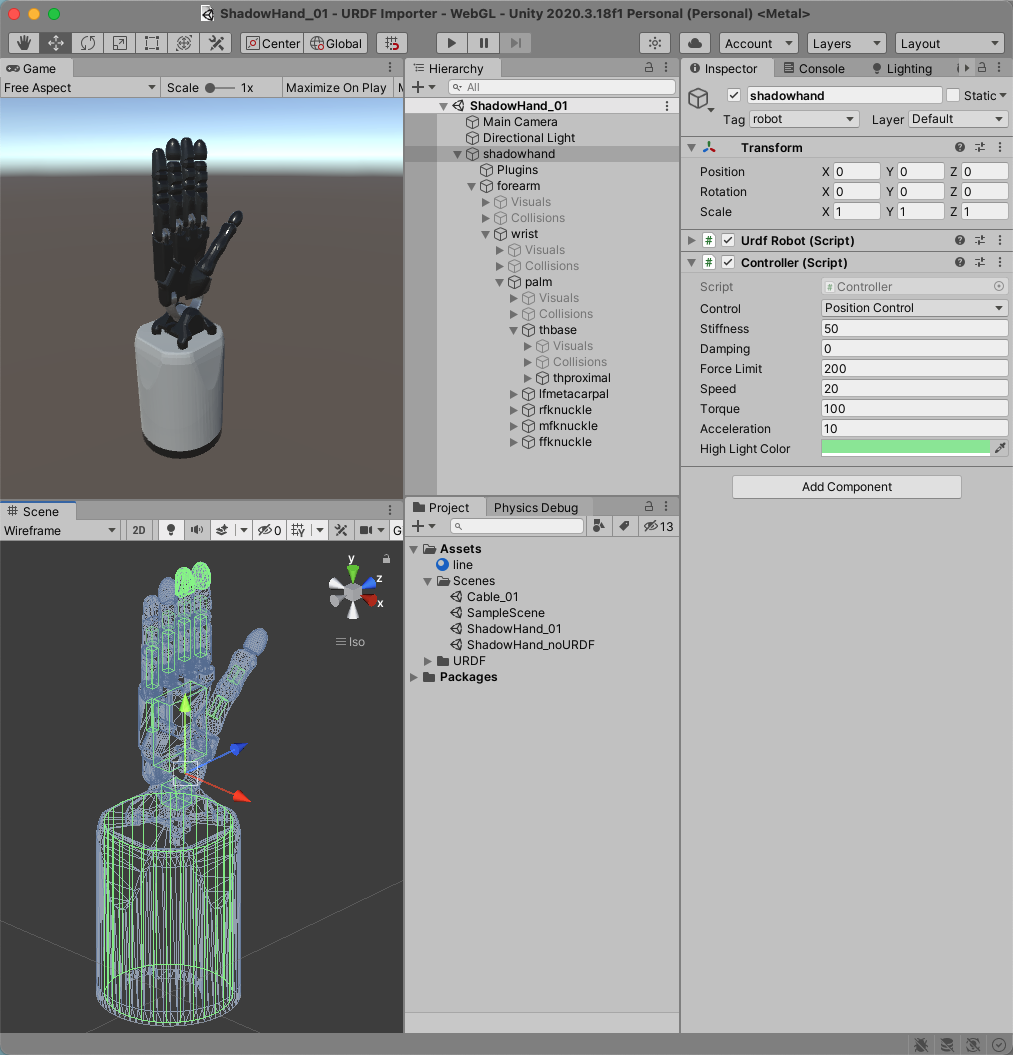 ShadowHand_01 - URDF Importer - WebGL - Unity 2020.3.18f1 Personal (Personal) <Metal>
Center Global Account Layers Layout
Game
Free Aspect Scale 1x Maximize On Play M
Hierarchy
All
ShadowHand_01
Main Camera
Directional Light
shadowhand
Plugins
forearm
Visuals
Collisions
wrist
Visuals
Collisions
palm
Visuals
Collisions
thbase
Visuals
Collisions
thproximal
lfmetacarpal
rfknuckle
mfknuckle
ffknuckle
Inspector Console Lighting
shadowhand Static
Tag robot Layer Default
Transform
Position X 0 Y 0 Z 0
Rotation X 0 Y 0 Z 0
Scale X 1 Y 1 Z 1
# Urdf Robot (Script)
# Controller (Script)
Script # Controller
Control Position Control
Stiffness 50
Damping 0
Force Limit 200
Speed 20
Torque 100
Acceleration 10
High Light Color
Add Component
Scene
Wireframe 2D 0 G
y
z
x
Iso
Project Physics Debug
13
Assets
line
Scenes
Cable_01
SampleScene
ShadowHand_01
ShadowHand_noURDF
URDF
Packages